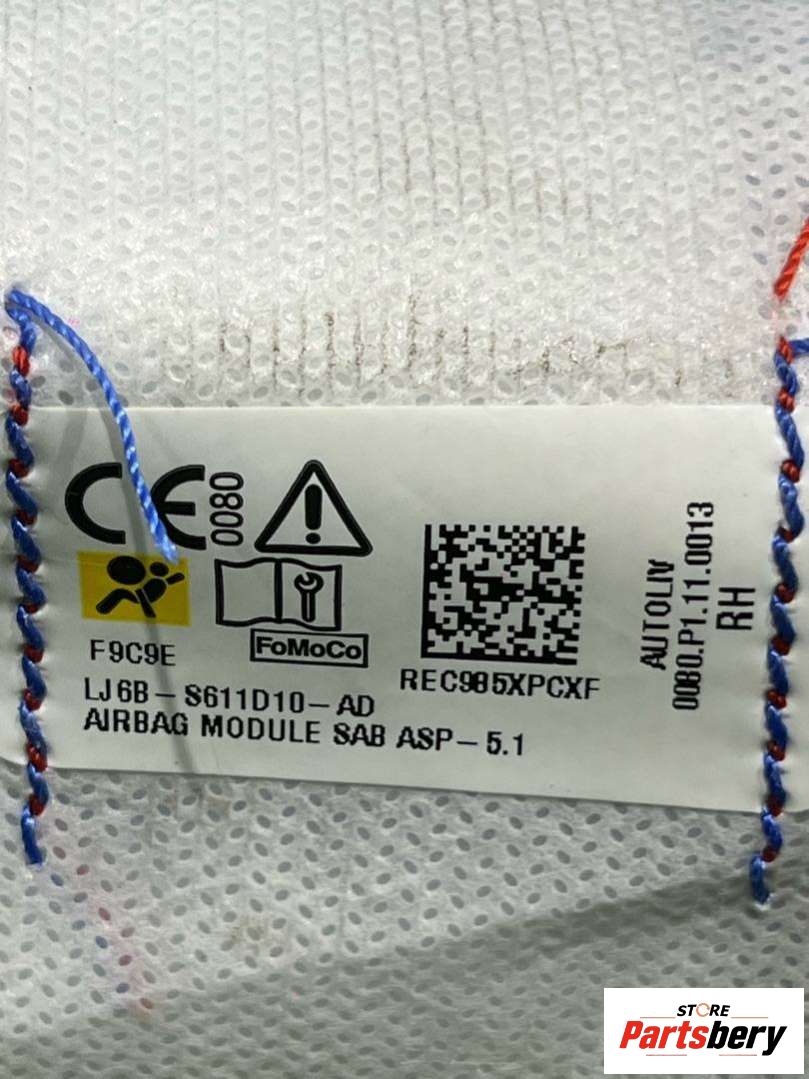 CE 0080
F9C9E
FoMoCo
LJ6B-S611D10-AD
AIRBAG MODULE SAB ASP-5.1
REC985XPCXF
AUTOLIV
0080.P1.11.0013
RH
STORE
Partsbery